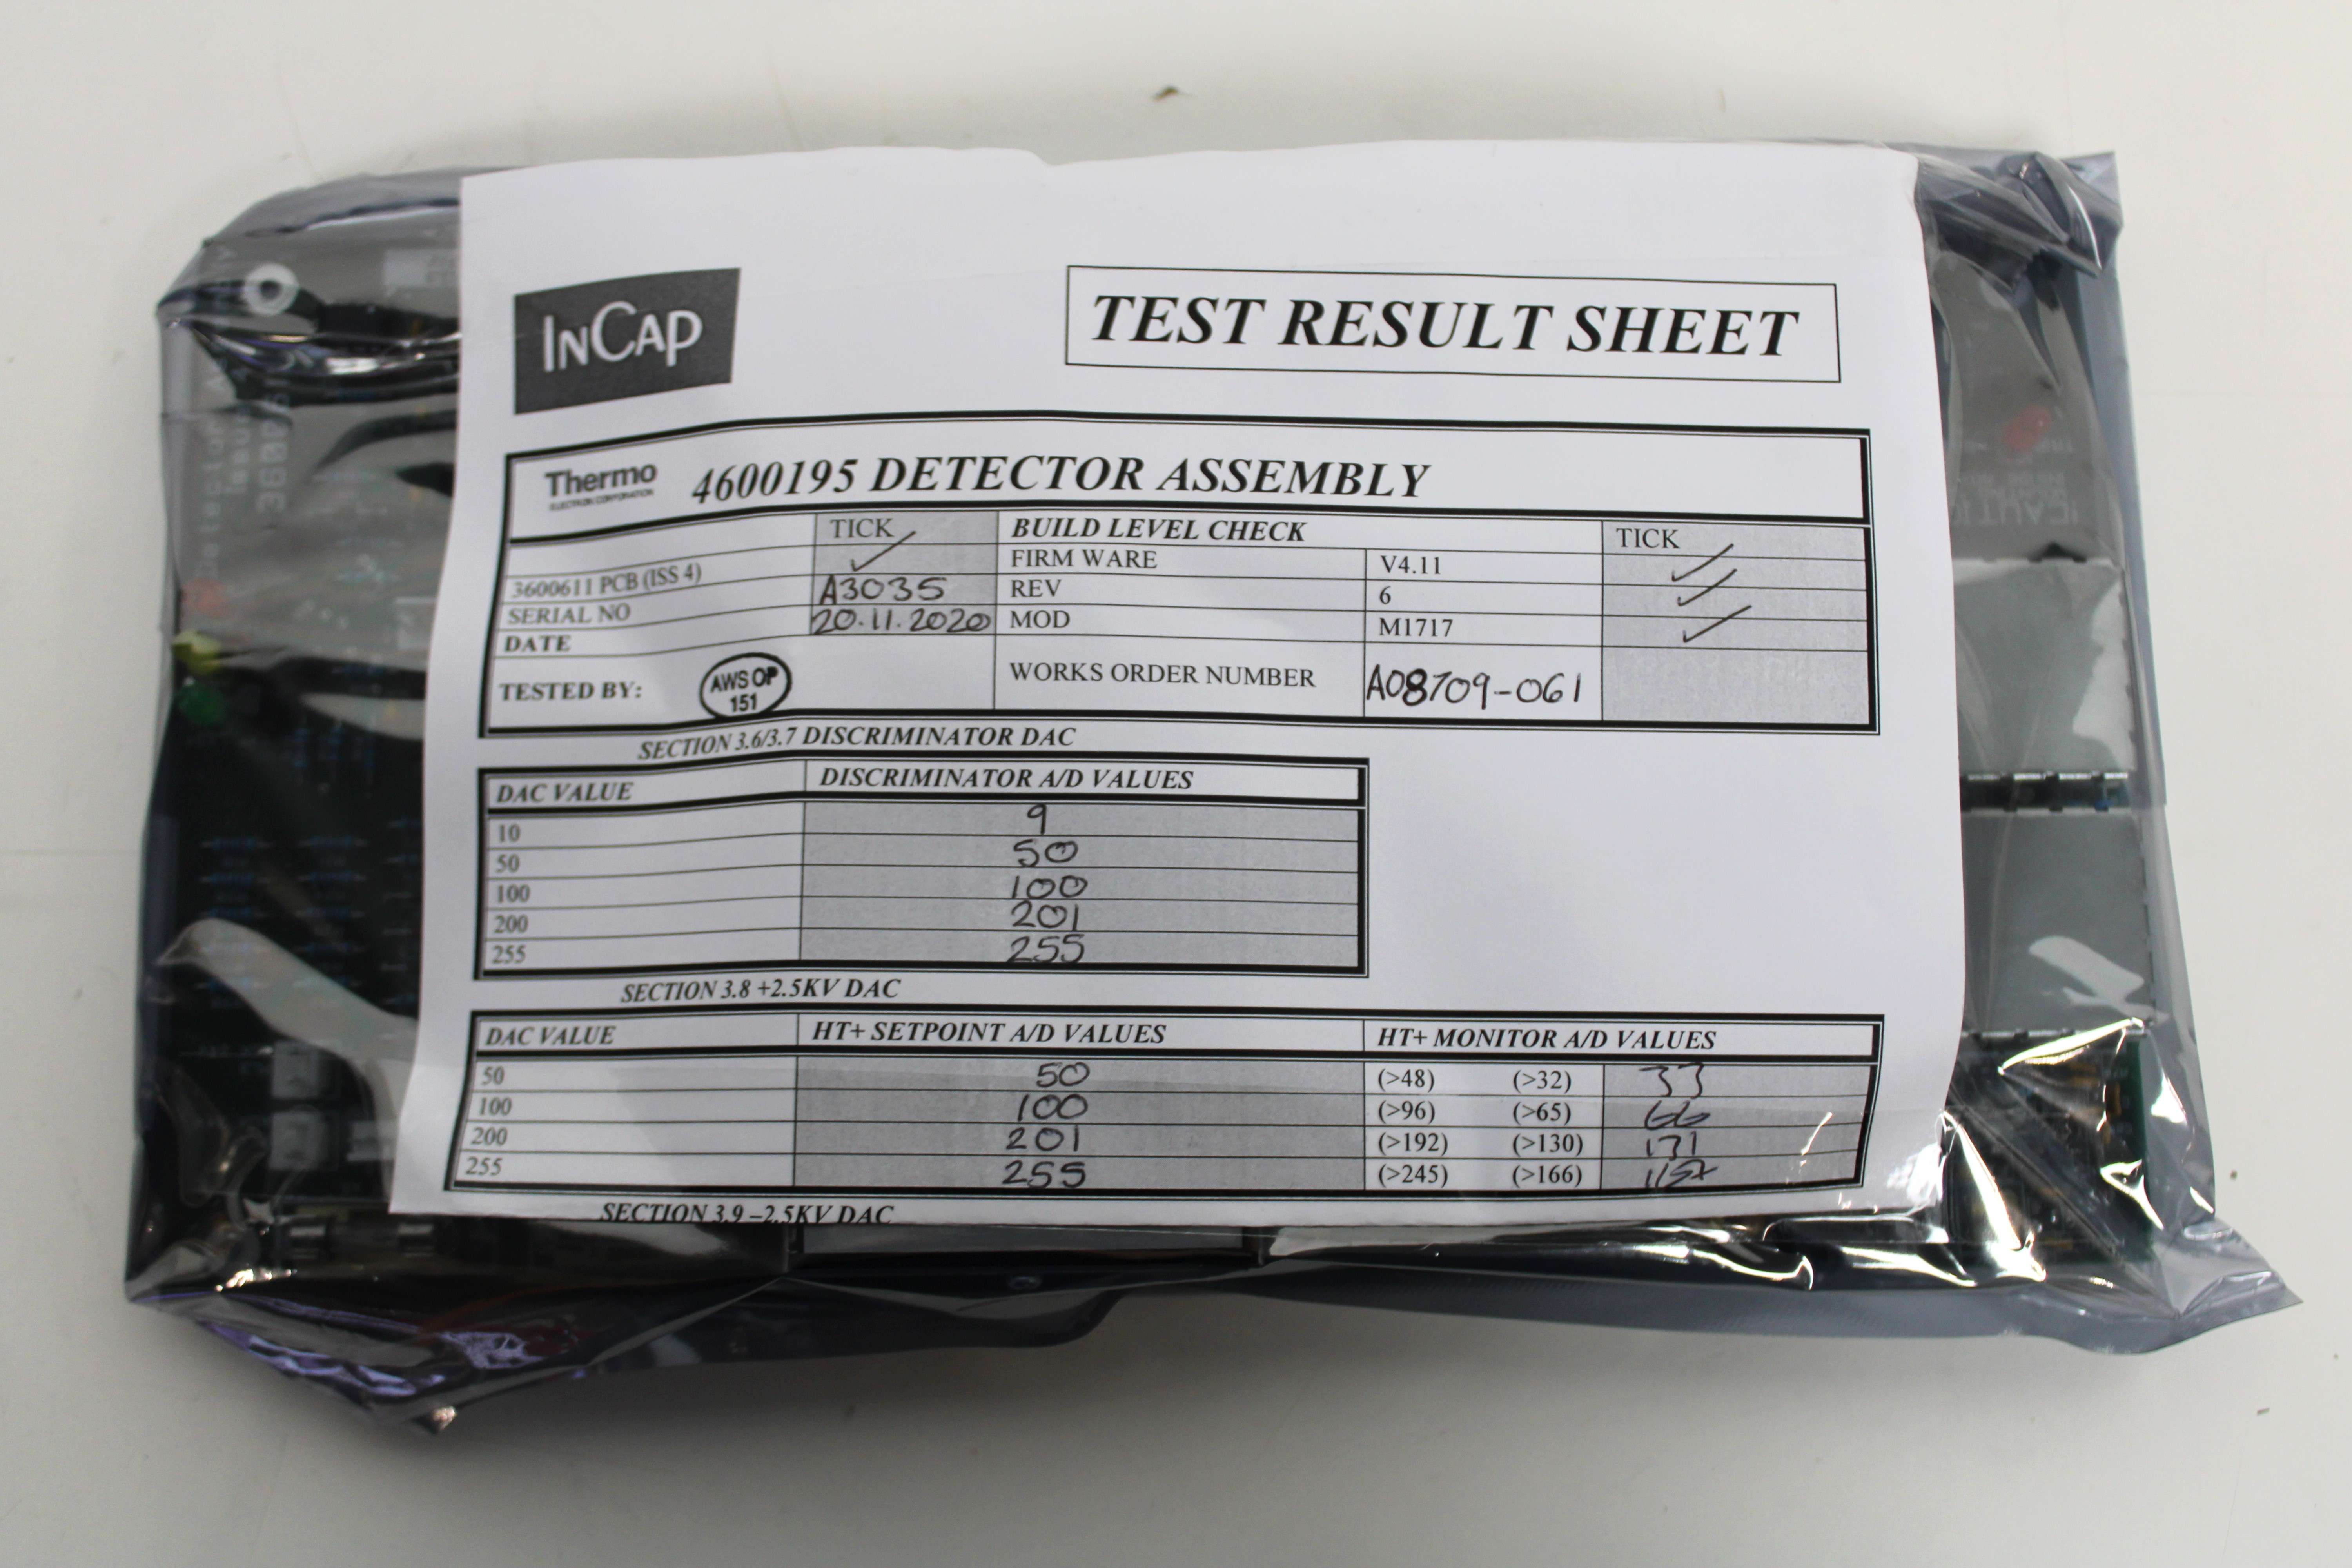 INCAP
TEST RESULT SHEET
Thermo
ELECTRON CORPORATION
4600195 DETECTOR ASSEMBLY
TICK BUILD LEVEL CHECK TICK
3600611 PCB (ISS 4) ✓ FIRM WARE V4.11 ✓
SERIAL NO A3035 REV 6 ✓
DATE 20.11.2020 MOD M1717 ✓
TESTED BY: AWS OP 151 WORKS ORDER NUMBER A08709-061
SECTION 3.6/3.7 DISCRIMINATOR DAC
DAC VALUE DISCRIMINATOR A/D VALUES
10 9
50 50
100 100
200 201
255 255
SECTION 3.8 +2.5KV DAC
DAC VALUE HT+ SETPOINT A/D VALUES HT+ MONITOR A/D VALUES
50 50 (>48) (>32) 33
100 100 (>96) (>65) 66
200 201 (>192) (>130) 131
255 255 (>245) (>166)
SECTION 3.9 –2.5KV DAC